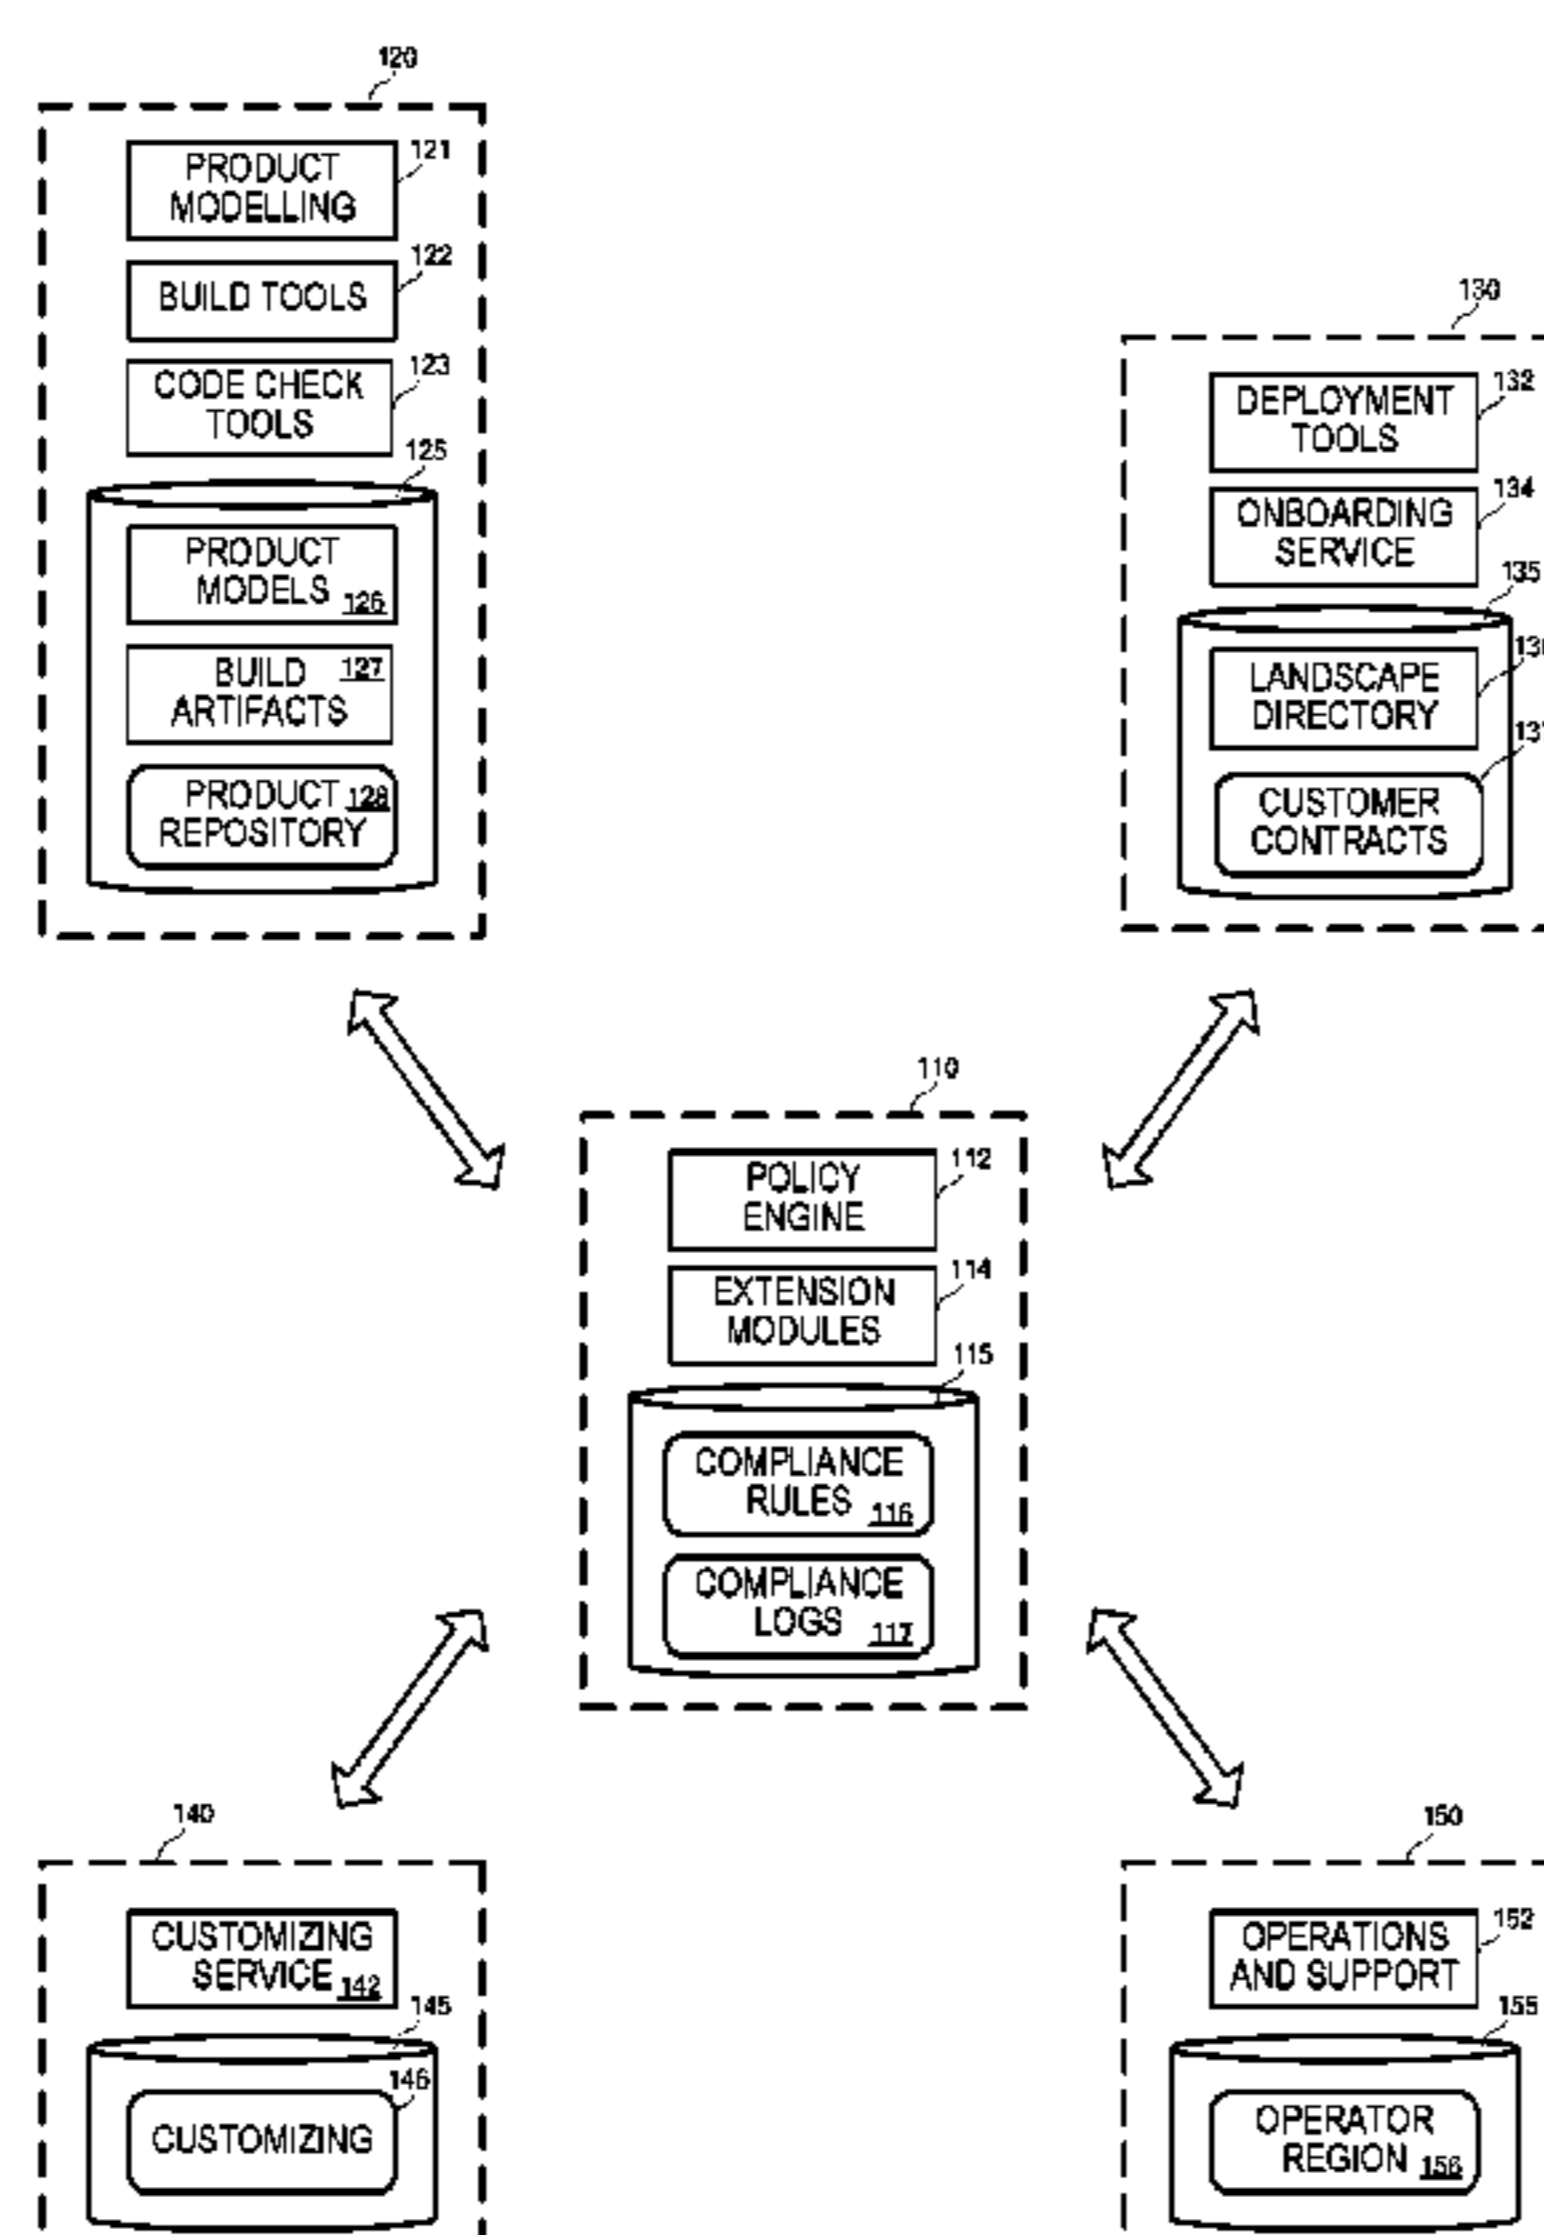 120
PRODUCT
MODELLING
121
BUILD TOOLS
122
CODE CHECK
TOOLS
123
125
PRODUCT
MODELS 126
BUILD 127
ARTIFACTS
PRODUCT 128
REPOSITORY
130
DEPLOYMENT
TOOLS
132
ONBOARDING
SERVICE
134
135
LANDSCAPE
DIRECTORY
CUSTOMER
CONTRACTS
110
POLICY
ENGINE
112
EXTENSION
MODULES
114
115
COMPLIANCE
RULES 116
COMPLIANCE
LOGS 117
140
CUSTOMIZING
SERVICE 142
145
146
CUSTOMIZING
150
OPERATIONS
AND SUPPORT
152
155
OPERATOR
REGION 156